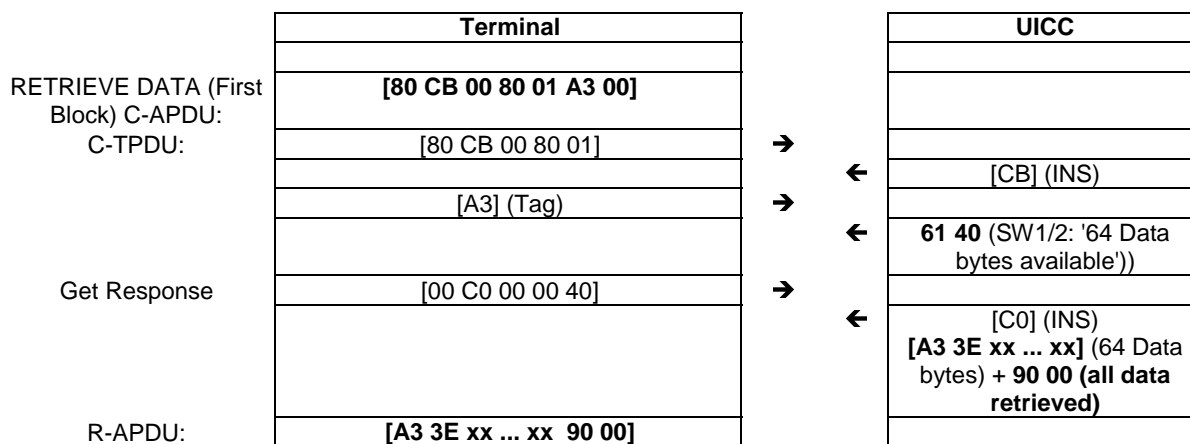 Terminal UICC
RETRIEVE DATA (First [80 CB 00 80 01 A3 00]
Block) C-APDU:
C-TPDU: [80 CB 00 80 01] ➔
🡸 [CB] (INS)
[A3] (Tag) ➔
🡸 61 40 (SW1/2: '64 Data
bytes available'))
Get Response [00 C0 00 00 40] ➔
🡸 [C0] (INS)
[A3 3E xx ... xx] (64 Data
bytes) + 90 00 (all data
retrieved)
R-APDU: [A3 3E xx ... xx 90 00]